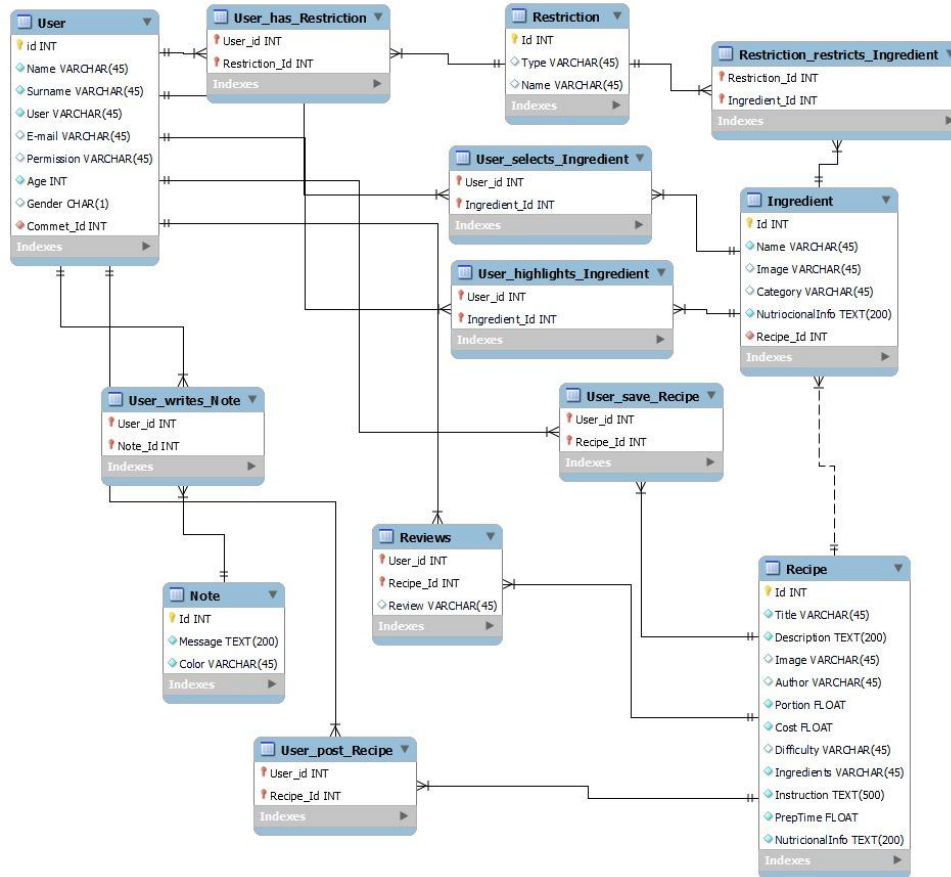 User
id INT
Name VARCHAR(45)
Surname VARCHAR(45)
User VARCHAR(45)
E-mail VARCHAR(45)
Permission VARCHAR(45)
Age INT
Gender CHAR(1)
Commet_Id INT
Indexes
User_has_Restriction
User_id INT
Restriction_Id INT
Indexes
Restriction
Id INT
Type VARCHAR(45)
Name VARCHAR(45)
Indexes
Restriction_restricts_Ingredient
Restriction_Id INT
Ingredient_Id INT
Indexes
User_selects_Ingredient
User_id INT
Ingredient_Id INT
Indexes
Ingredient
Id INT
Name VARCHAR(45)
Image VARCHAR(45)
Category VARCHAR(45)
NutriocionalInfo TEXT(200)
Recipe_Id INT
Indexes
User_highlights_Ingredient
User_id INT
Ingredient_Id INT
Indexes
User_writes_Note
User_id INT
Note_Id INT
Indexes
User_save_Recipe
User_id INT
Recipe_Id INT
Indexes
Reviews
User_id INT
Recipe_Id INT
Review VARCHAR(45)
Indexes
Note
Id INT
Message TEXT(200)
Color VARCHAR(45)
Indexes
Recipe
Id INT
Title VARCHAR(45)
Description TEXT(200)
Image VARCHAR(45)
Author VARCHAR(45)
Portion FLOAT
Cost FLOAT
Difficulty VARCHAR(45)
Ingredients VARCHAR(45)
Instruction TEXT(500)
PrepTime FLOAT
NutricionalInfo TEXT(200)
Indexes
User_post_Recipe
User_id INT
Recipe_Id INT
Indexes